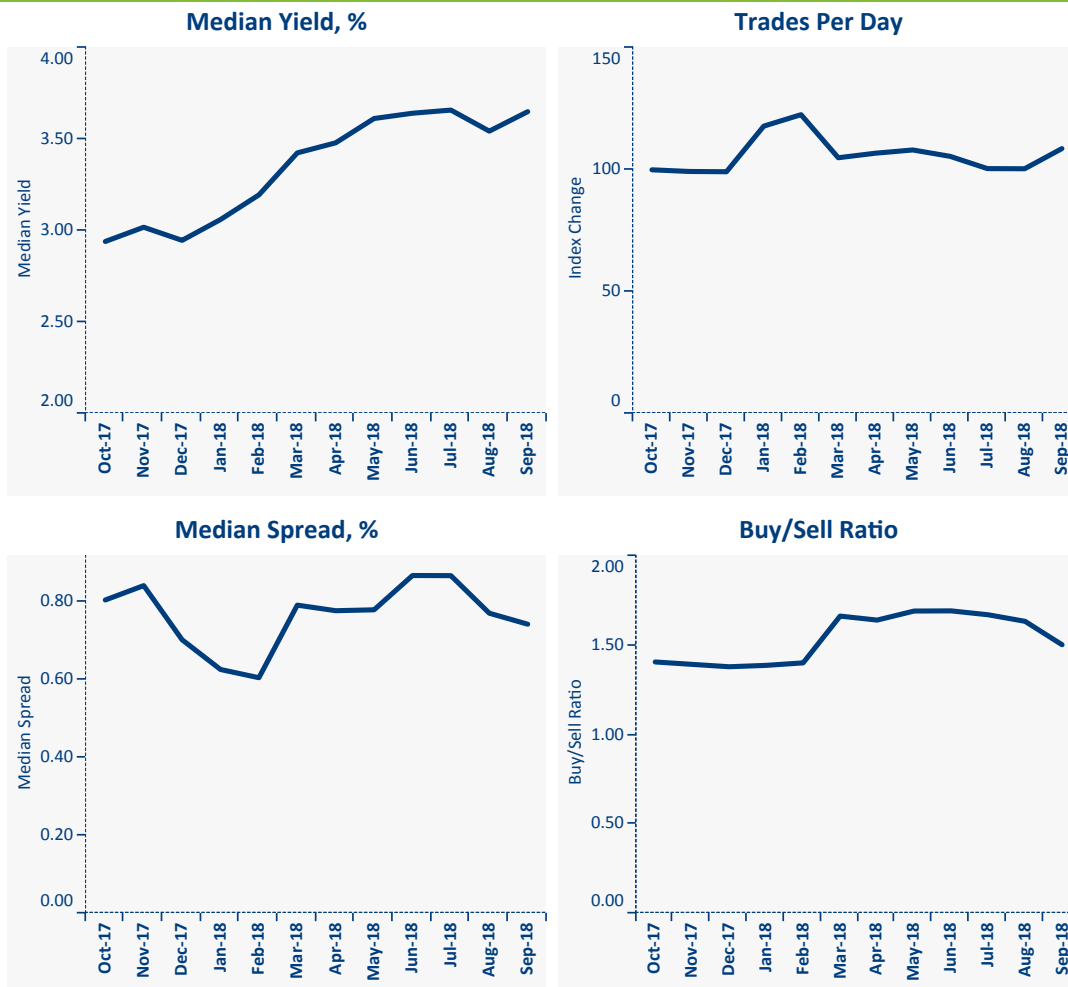 Median Yield, %
4.00
3.50
3.00
2.50
2.00
Median Yield
Oct-17
Nov-17
Dec-17
Jan-18
Feb-18
Mar-18
Apr-18
May-18
Jun-18
Jul-18
Aug-18
Sep-18
Trades Per Day
150
100
50
0
Index Change
Oct-17
Nov-17
Dec-17
Jan-18
Feb-18
Mar-18
Apr-18
May-18
Jun-18
Jul-18
Aug-18
Sep-18
Median Spread, %
0.80
0.60
0.40
0.20
0.00
Median Spread
Oct-17
Nov-17
Dec-17
Jan-18
Feb-18
Mar-18
Apr-18
May-18
Jun-18
Jul-18
Aug-18
Sep-18
Buy/Sell Ratio
2.00
1.50
1.00
0.50
0.00
Buy/Sell Ratio
Oct-17
Nov-17
Dec-17
Jan-18
Feb-18
Mar-18
Apr-18
May-18
Jun-18
Jul-18
Aug-18
Sep-18